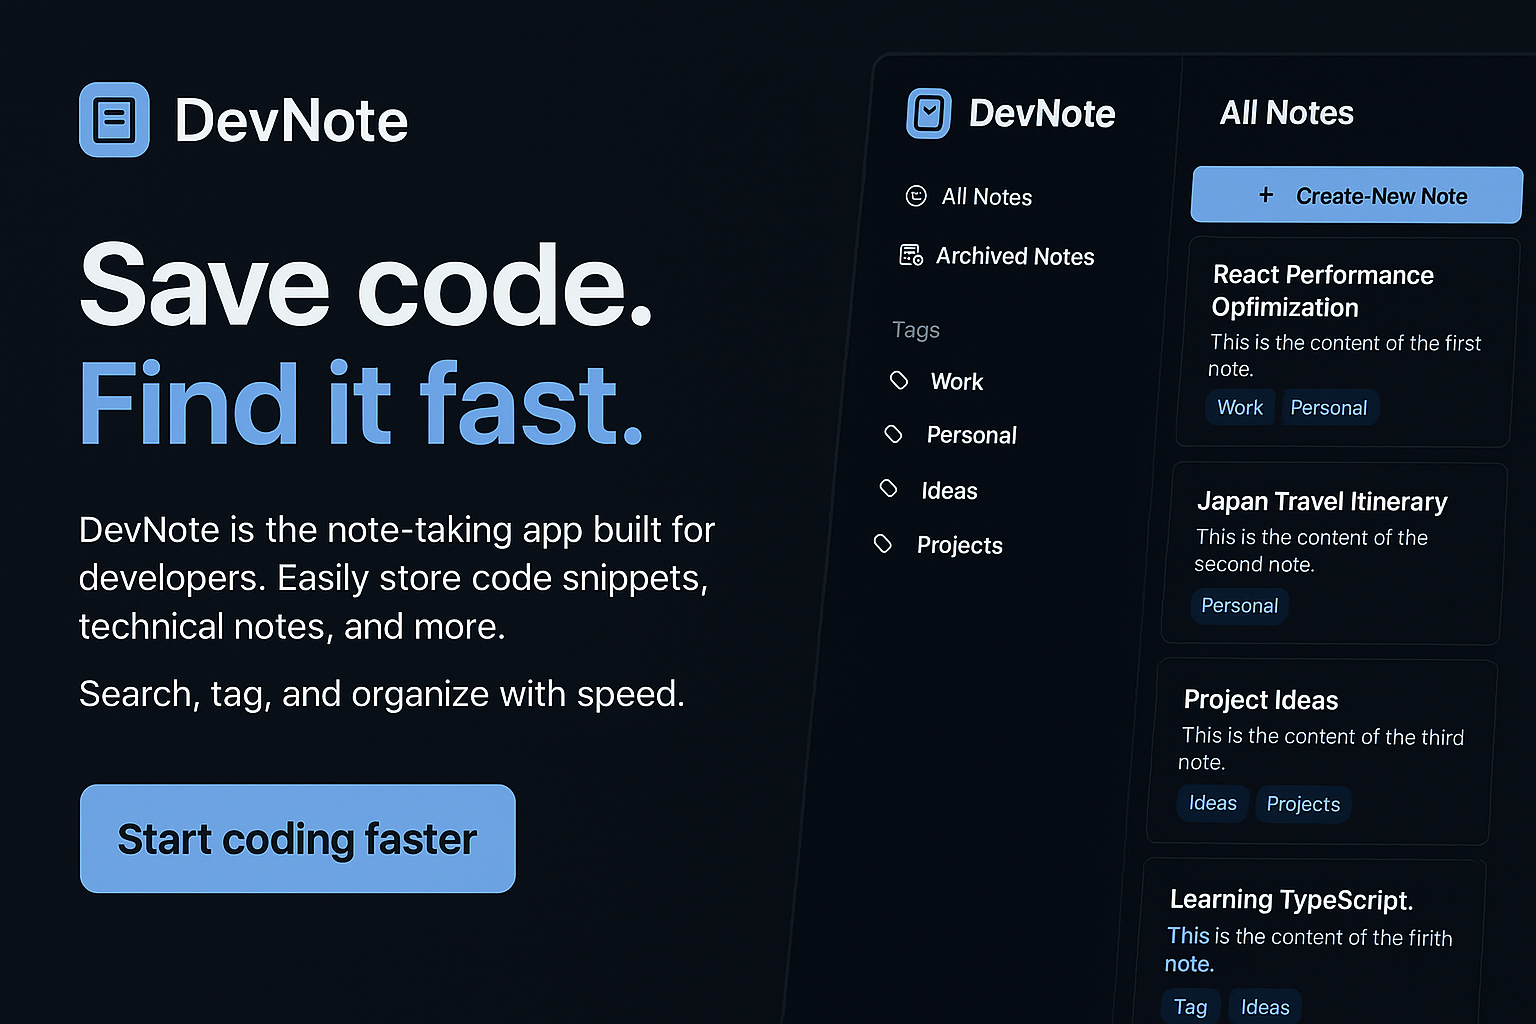 DevNote
Save code.
Find it fast.
DevNote is the note-taking app built for
developers. Easily store code snippets,
technical notes, and more.
Search, tag, and organize with speed.
Start coding faster
DevNote
All Notes
Archived Notes
Tags
Work
Personal
Ideas
Projects
All Notes
+ Create-New Note
React Performance
Opfimization
This is the content of the first
note.
Work Personal
Japan Travel Itinerary
This is the content of the
second note.
Personal
Project Ideas
This is the content of the third
note.
Ideas Projects
Learning TypeScript.
This is the content of the firith
note.
Tag Ideas